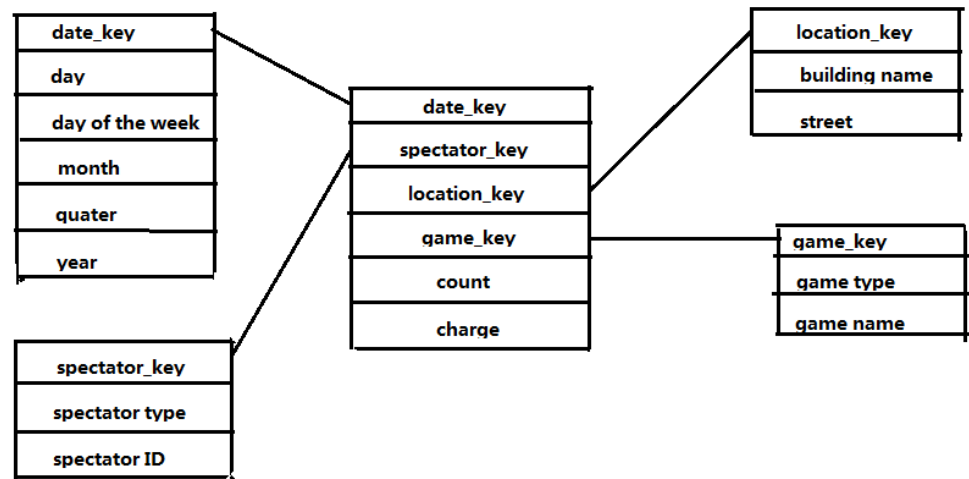 date_key
day
day of the week
month
quater
year
spectator_key
spectator type
spectator ID
date_key
spectator_key
location_key
game_key
count
charge
location_key
building name
street
game_key
game type
game name